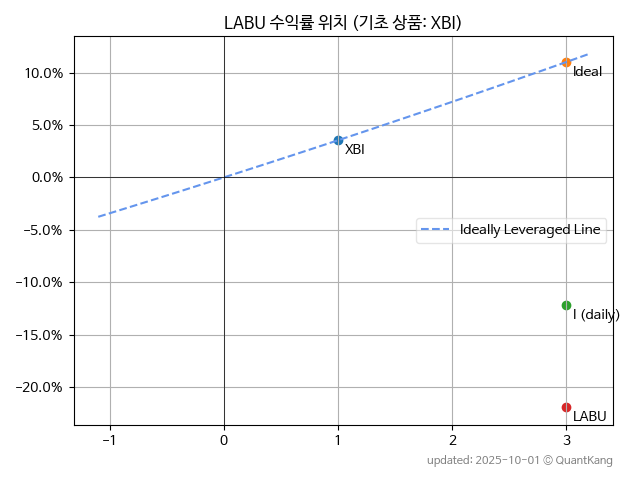 LABU 수익률 위치 (기초 상품: XBI)
10.0%
5.0%
0.0%
−5.0%
−10.0%
−15.0%
−20.0%
Ideal
XBI
Ideally Leveraged Line
I (daily)
LABU
−1
0
1
2
3
updated: 2025-10-01 © QuantKang